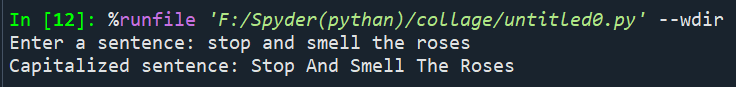 In [12]: %runfile 'F:/Spyder(pythan)/collage/untitled0.py' --wdir
Enter a sentence: stop and smell the roses
Capitalized sentence: Stop And Smell The Roses